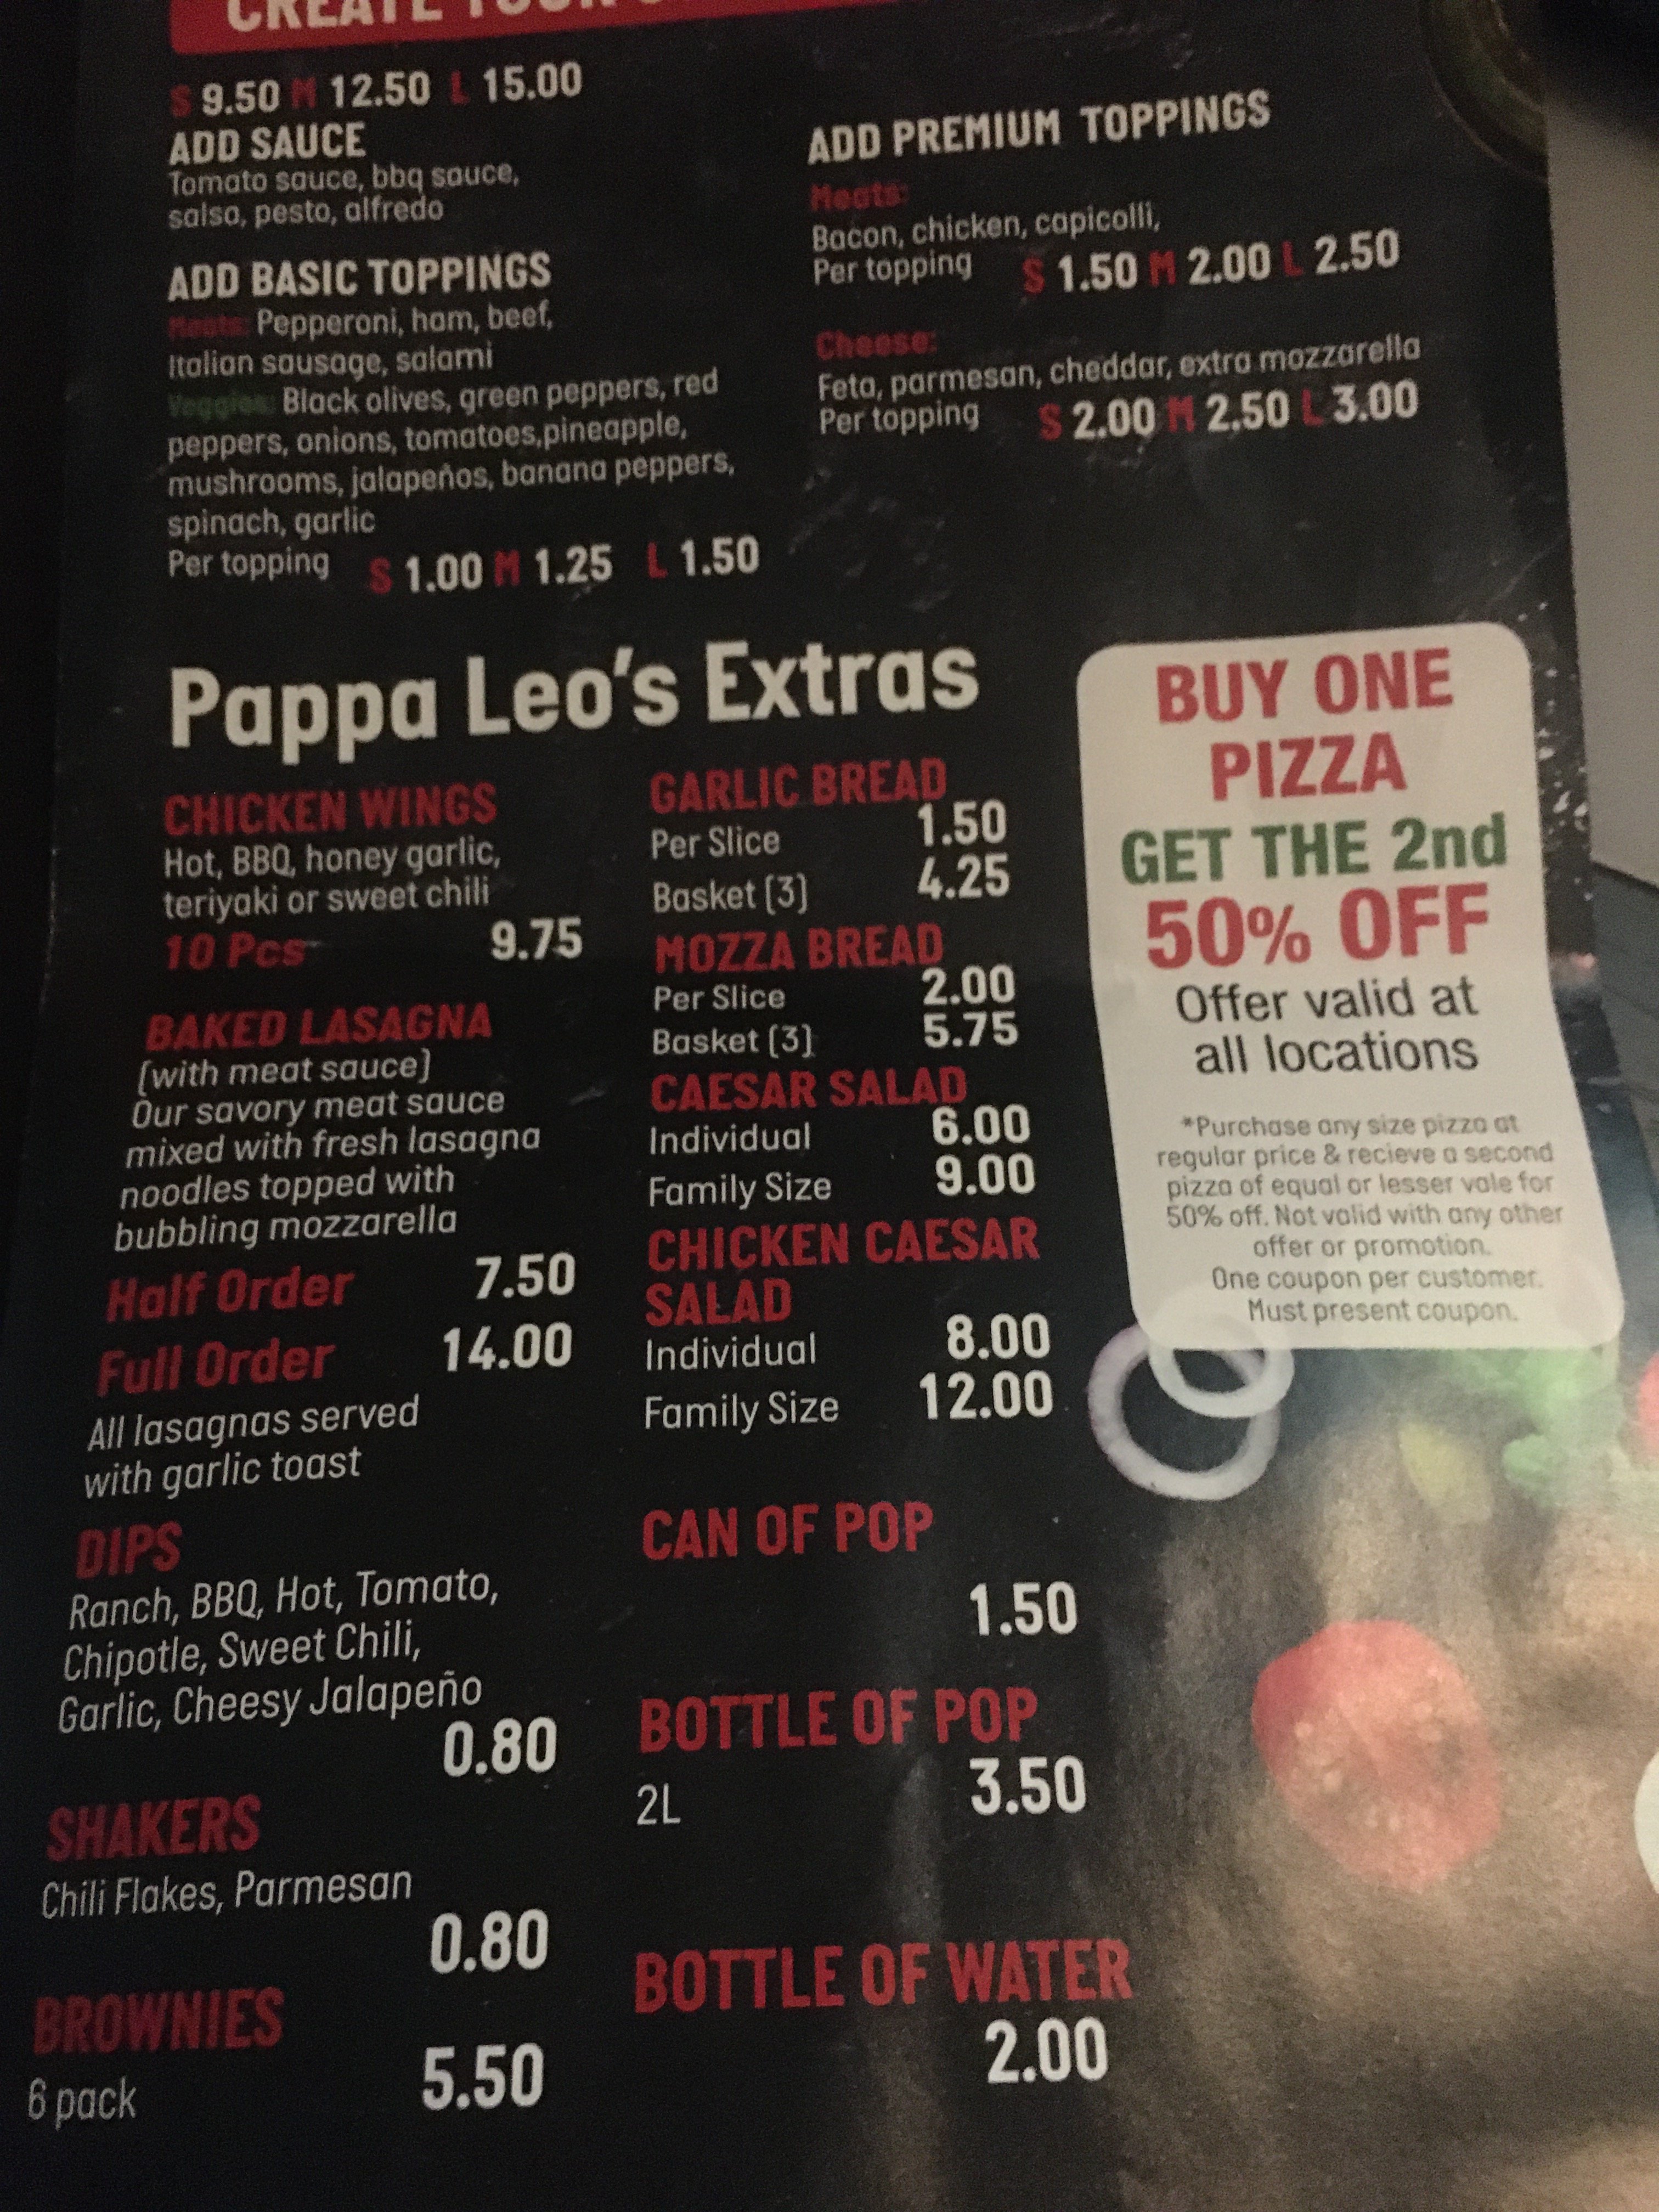 CREATE YOUR
S 9.50 M 12.50 L 15.00
ADD SAUCE
Tomato sauce, bbq sauce,
salsa, pesto, alfredo
ADD BASIC TOPPINGS
Meats: Pepperoni, ham, beef,
Italian sausage, salami
Veggies: Black olives, green peppers, red
peppers, onions, tomatoes,pineapple,
mushrooms, jalapeños, banana peppers,
spinach, garlic
Per topping S 1.00 M 1.25 L 1.50
ADD PREMIUM TOPPINGS
Meats:
Bacon, chicken, capicolli,
Per topping S 1.50 M 2.00 L 2.50
Cheese:
Feta, parmesan, cheddar, extra mozzarella
Per topping S 2.00 M 2.50 L 3.00
Pappa Leo's Extras
CHICKEN WINGS
Hot, BBQ, honey garlic,
teriyaki or sweet chili
10 Pcs 9.75
BAKED LASAGNA
(with meat sauce)
Our savory meat sauce
mixed with fresh lasagna
noodles topped with
bubbling mozzarella
Half Order 7.50
Full Order 14.00
All lasagnas served
with garlic toast
DIPS
Ranch, BBQ, Hot, Tomato,
Chipotle, Sweet Chili,
Garlic, Cheesy Jalapeño
0.80
SHAKERS
Chili Flakes, Parmesan
0.80
BROWNIES
6 pack 5.50
GARLIC BREAD
Per Slice 1.50
Basket (3) 4.25
MOZZA BREAD
Per Slice 2.00
Basket (3) 5.75
CAESAR SALAD
Individual 6.00
Family Size 9.00
CHICKEN CAESAR
SALAD
Individual 8.00
Family Size 12.00
CAN OF POP
1.50
BOTTLE OF POP
2L 3.50
BOTTLE OF WATER
2.00
BUY ONE
PIZZA
GET THE 2nd
50% OFF
Offer valid at
all locations
*Purchase any size pizza at
regular price & recieve a second
pizza of equal or lesser vale for
50% off. Not valid with any other
offer or promotion.
One coupon per customer.
Must present coupon.